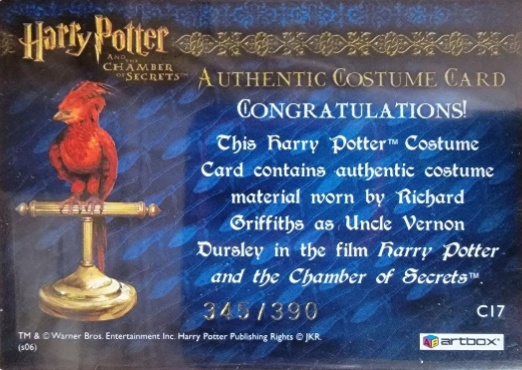 Harry Potter
AND THE
CHAMBER
OF SECRETS™
AUTHENTIC COSTUME CARD
CONGRATULATIONS!
This Harry Potter™ Costume
Card contains authentic costume
material worn by Richard
Griffiths as Uncle Vernon
Dursley in the film Harry Potter
and the Chamber of Secrets™.
345/390
C17
TM & © Warner Bros. Entertainment Inc. Harry Potter Publishing Rights © JKR.
(s06)
artbox